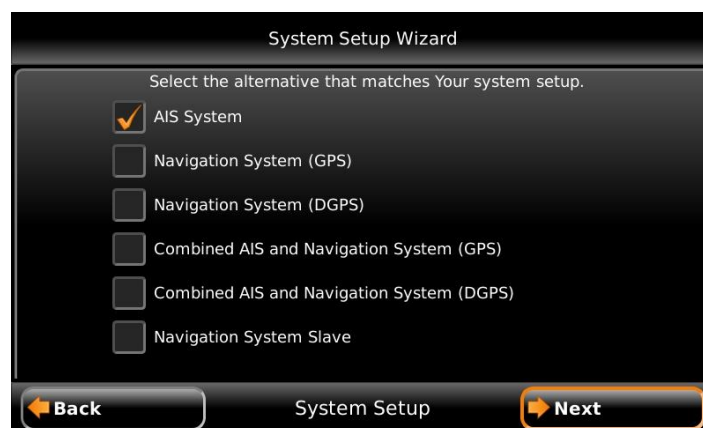 System Setup Wizard
Select the alternative that matches Your system setup.
AIS System
Navigation System (GPS)
Navigation System (DGPS)
Combined AIS and Navigation System (GPS)
Combined AIS and Navigation System (DGPS)
Navigation System Slave
Back
System Setup
Next